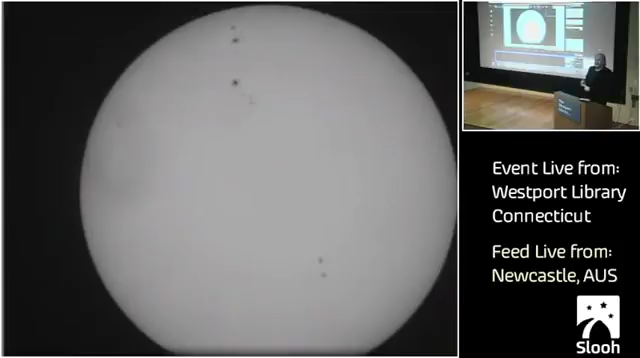 Event Live from:
Westport Library
Connecticut
Feed Live from:
Newcastle, AUS
Slooh